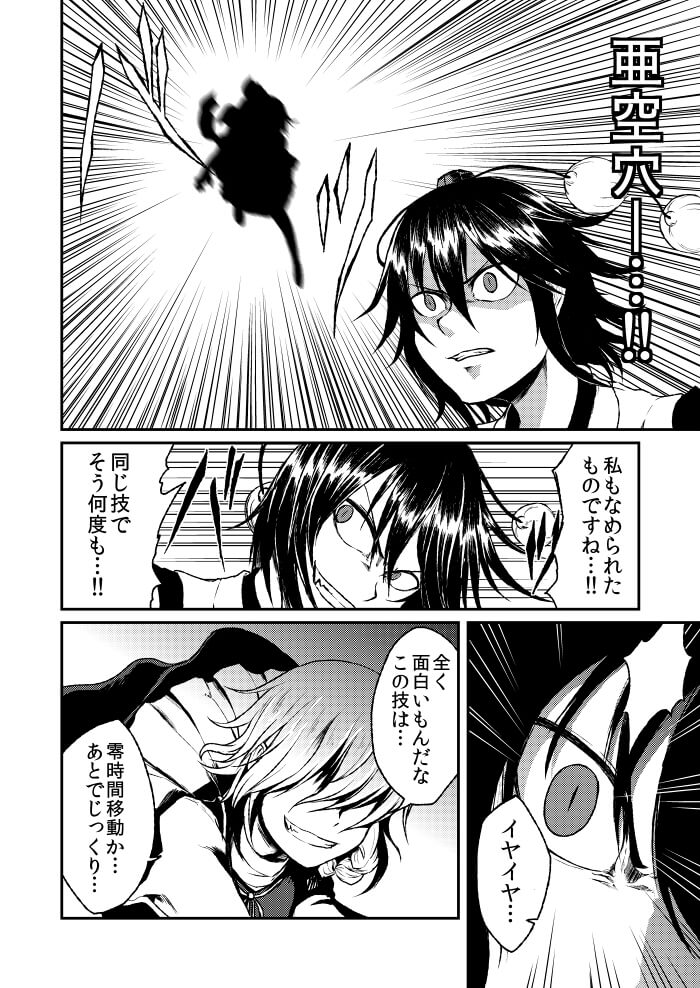 亜空穴ー…‼
私もなめられた
ものですね…‼
同じ技で
そう何度も…‼
イヤイヤ…
全く
面白いもんだな
この技は…
零時間移動か…
あとでじっくり…